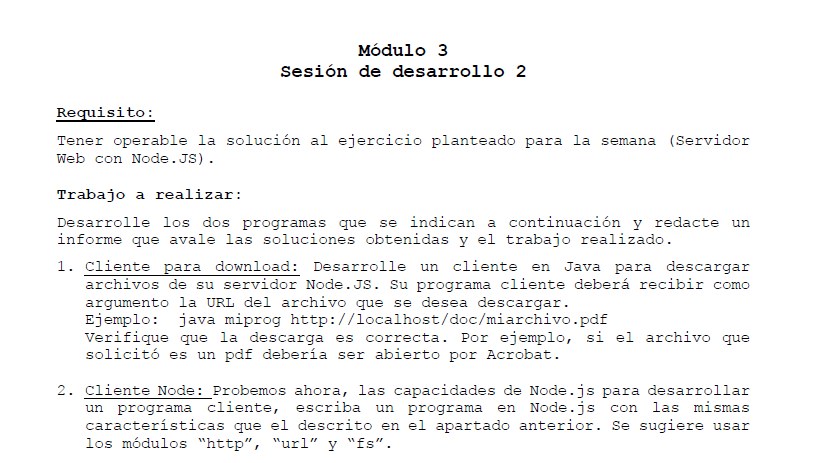 Módulo 3
Sesión de desarrollo 2
Requisito:
Tener operable la solución al ejercicio planteado para la semana (Servidor
Web con Node.JS).
Trabajo a realizar:
Desarrolle los dos programas que se indican a continuación y redacte un
informe que avale las soluciones obtenidas y el trabajo realizado.
1. Cliente para download: Desarrolle un cliente en Java para descargar
archivos de su servidor Node.JS. Su programa cliente deberá recibir como
argumento la URL del archivo que se desea descargar.
Ejemplo: java miprog http://localhost/doc/miarchivo.pdf
Verifique que la descarga es correcta. Por ejemplo, si el archivo que
solicitó es un pdf debería ser abierto por Acrobat.
2. Cliente Node: Probemos ahora, las capacidades de Node.js para desarrollar
un programa cliente, escriba un programa en Node.js con las mismas
características que el descrito en el apartado anterior. Se sugiere usar
los módulos “http”, “url” y “fs”.